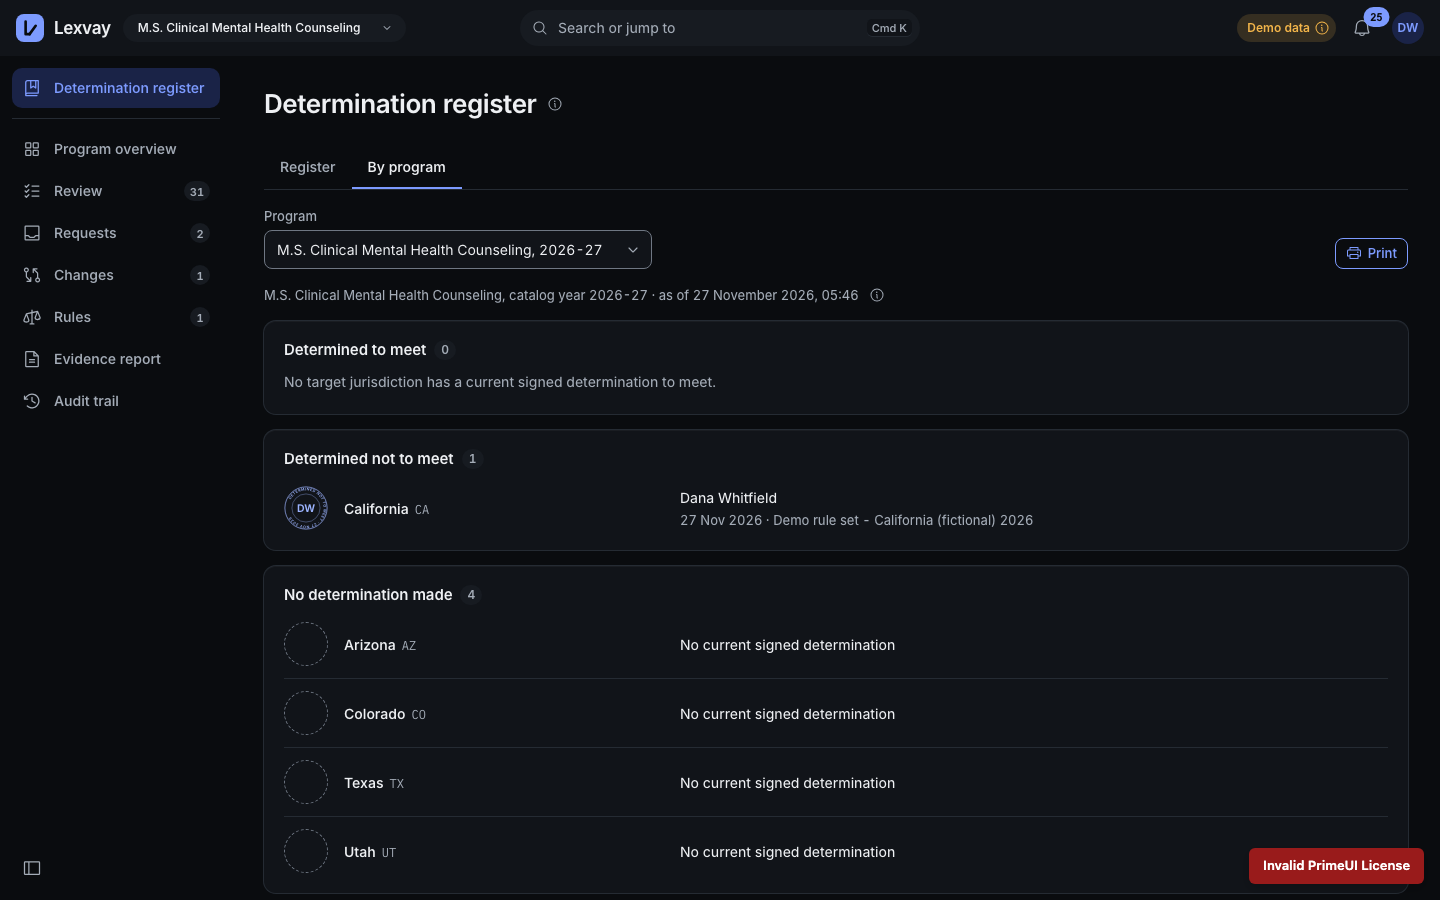 Lexvay
M.S. Clinical Mental Health Counseling
Search or jump to
Cmd K
Demo data
25
DW
Determination register
Program overview
Review 31
Requests 2
Changes 1
Rules 1
Evidence report
Audit trail
Determination register
Register
By program
Program
M.S. Clinical Mental Health Counseling, 2026-27
Print
M.S. Clinical Mental Health Counseling, catalog year 2026-27 · as of 27 November 2026, 05:46
Determined to meet 0
No target jurisdiction has a current signed determination to meet.
Determined not to meet 1
DW
California CA
Dana Whitfield
27 Nov 2026 · Demo rule set - California (fictional) 2026
No determination made 4
Arizona AZ
No current signed determination
Colorado CO
No current signed determination
Texas TX
No current signed determination
Utah UT
No current signed determination
Invalid PrimeUI License